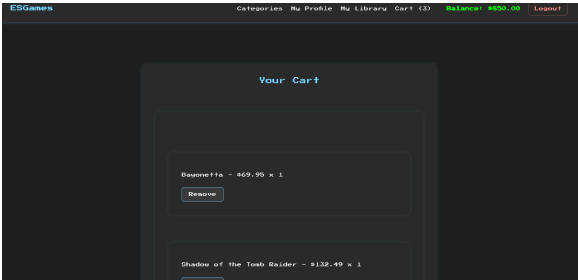 ESGames
Categories My Profile My Library Cart (3) Balance: $850.00 Logout
Your Cart
Bayonetta - $69.95 x 1
Remove
Shadow of the Tomb Raider - $132.49 x 1